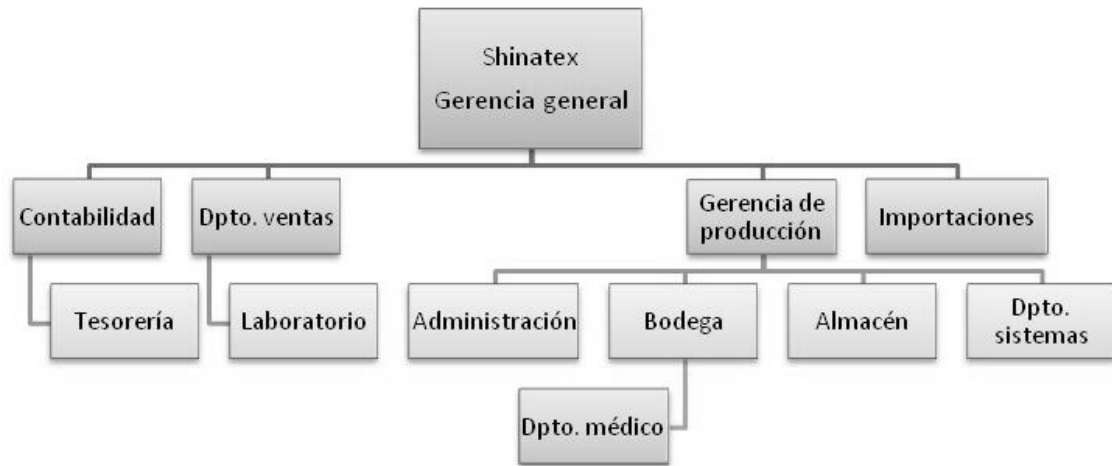 Shinatex
Gerencia general
Contabilidad
Dpto. ventas
Gerencia de
producción
Importaciones
Tesorería
Laboratorio
Administración
Bodega
Almacén
Dpto.
sistemas
Dpto. médico